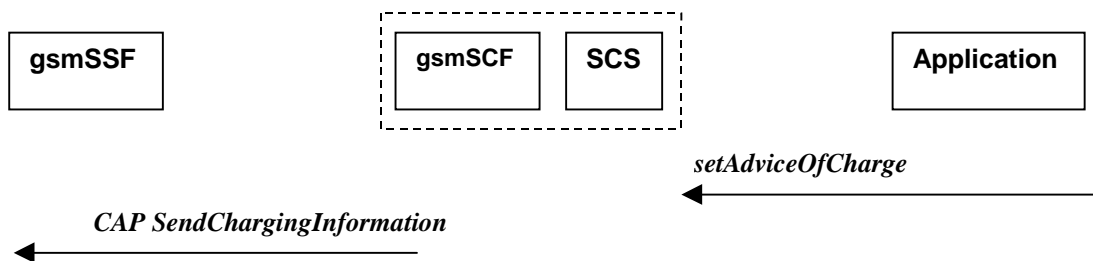 gsmSSF
gsmSCF
SCS
Application
setAdviceOfCharge
CAP SendChargingInformation